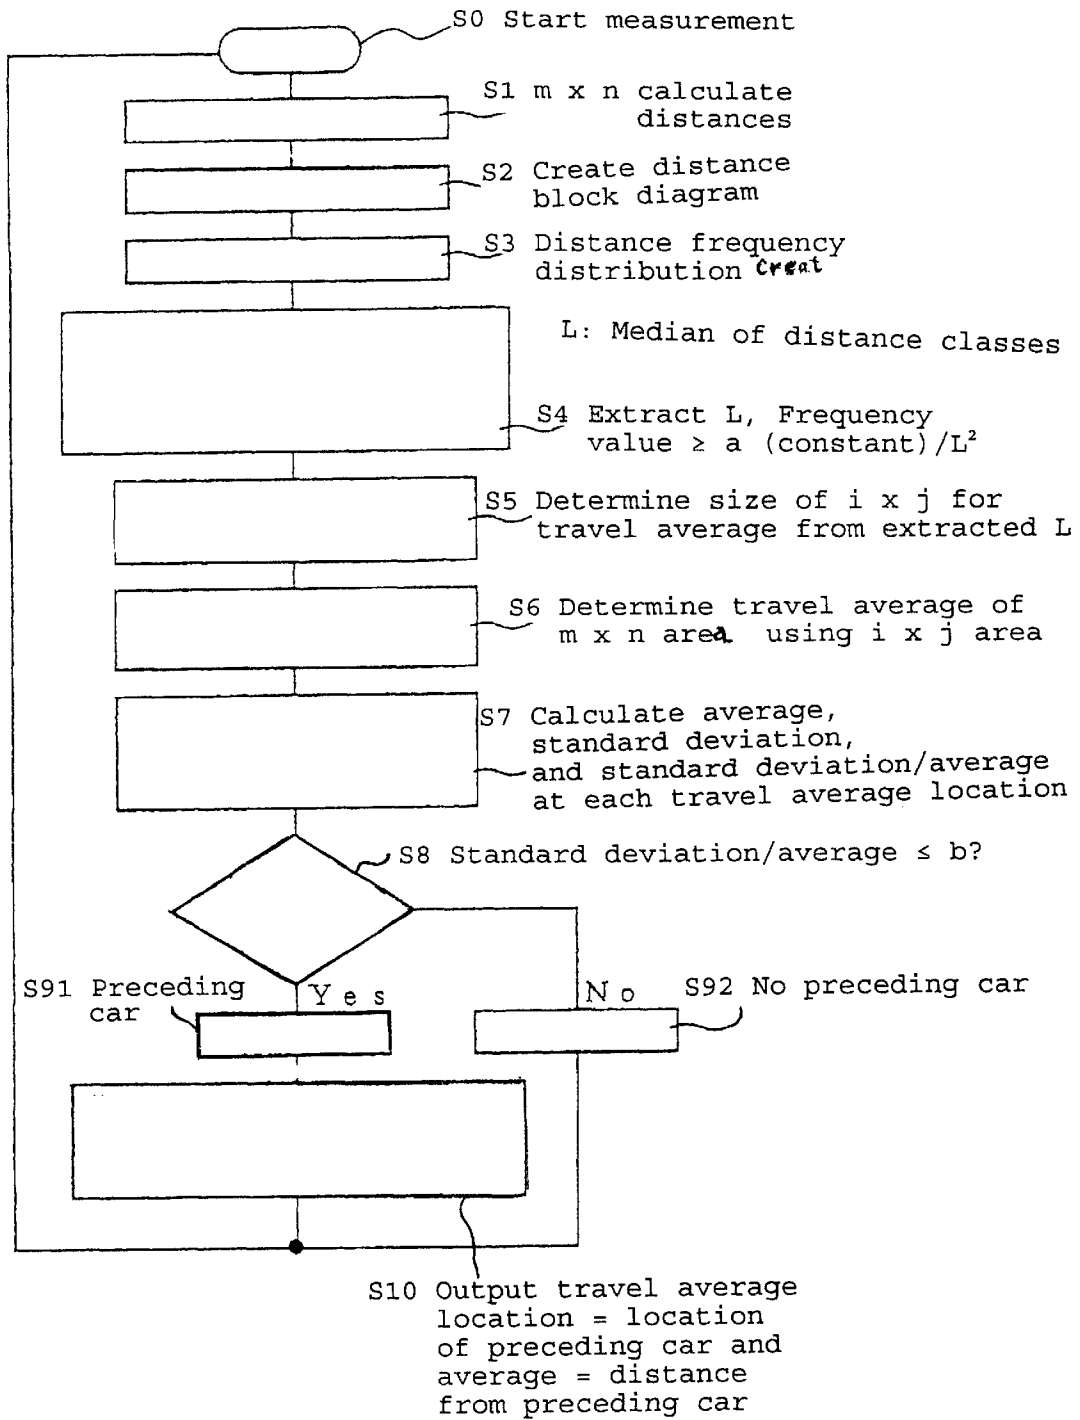 S0 Start measurement
S1 m x n calculate
distances
S2 Create distance
block diagram
S3 Distance frequency
distribution Creat
L: Median of distance classes
S4 Extract L, Frequency
value ≥ a (constant)/L²
S5 Determine size of i x j for
travel average from extracted L
S6 Determine travel average of
m x n area using i x j area
S7 Calculate average,
standard deviation,
and standard deviation/average
at each travel average location
S8 Standard deviation/average ≤ b?
S91 Preceding
car
Yes
No
S92 No preceding car
S10 Output travel average
location = location
of preceding car and
average = distance
from preceding car